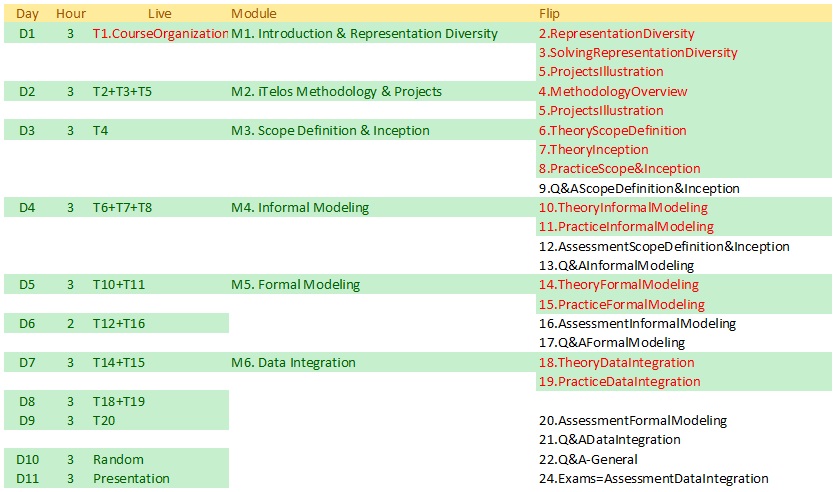 Day Hour Live Module Flip
D1 3 T1.CourseOrganization M1. Introduction & Representation Diversity 2.RepresentationDiversity
3.SolvingRepresentationDiversity
5.ProjectsIllustration
D2 3 T2+T3+T5 M2. iTelos Methodology & Projects 4.MethodologyOverview
5.ProjectsIllustration
D3 3 T4 M3. Scope Definition & Inception 6.TheoryScopeDefinition
7.TheoryInception
8.PracticeScope&Inception
9.Q&AScopeDefinition&Inception
D4 3 T6+T7+T8 M4. Informal Modeling 10.TheoryInformalModeling
11.PracticeInformalModeling
12.AssessmentScopeDefinition&Inception
13.Q&AInformalModeling
D5 3 T10+T11 M5. Formal Modeling 14.TheoryFormalModeling
15.PracticeFormalModeling
D6 2 T12+T16 16.AssessmentInformalModeling
17.Q&AFormalModeling
D7 3 T14+T15 M6. Data Integration 18.TheoryDataIntegration
19.PracticeDataIntegration
D8 3 T18+T19
D9 3 T20 20.AssessmentFormalModeling
21.Q&ADataIntegration
D10 3 Random 22.Q&A-General
D11 3 Presentation 24.Exams=AssessmentDataIntegration